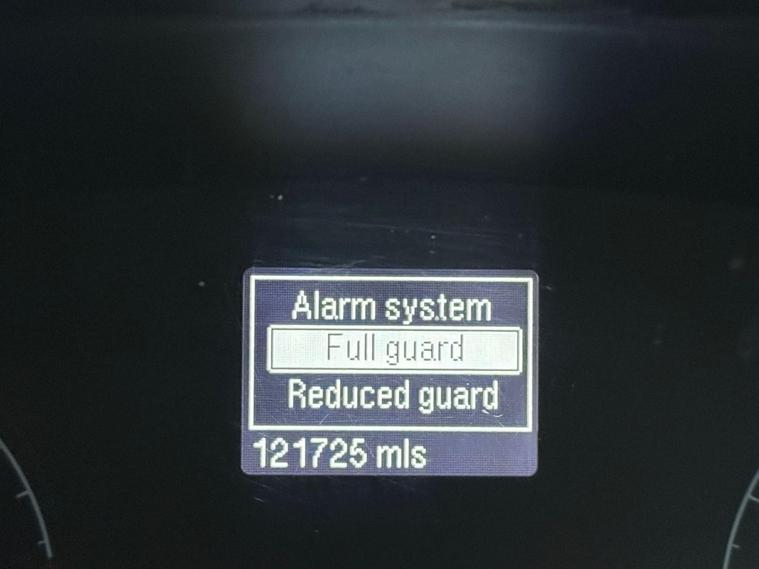 Alarm system
Full guard
Reduced guard
121725 mls